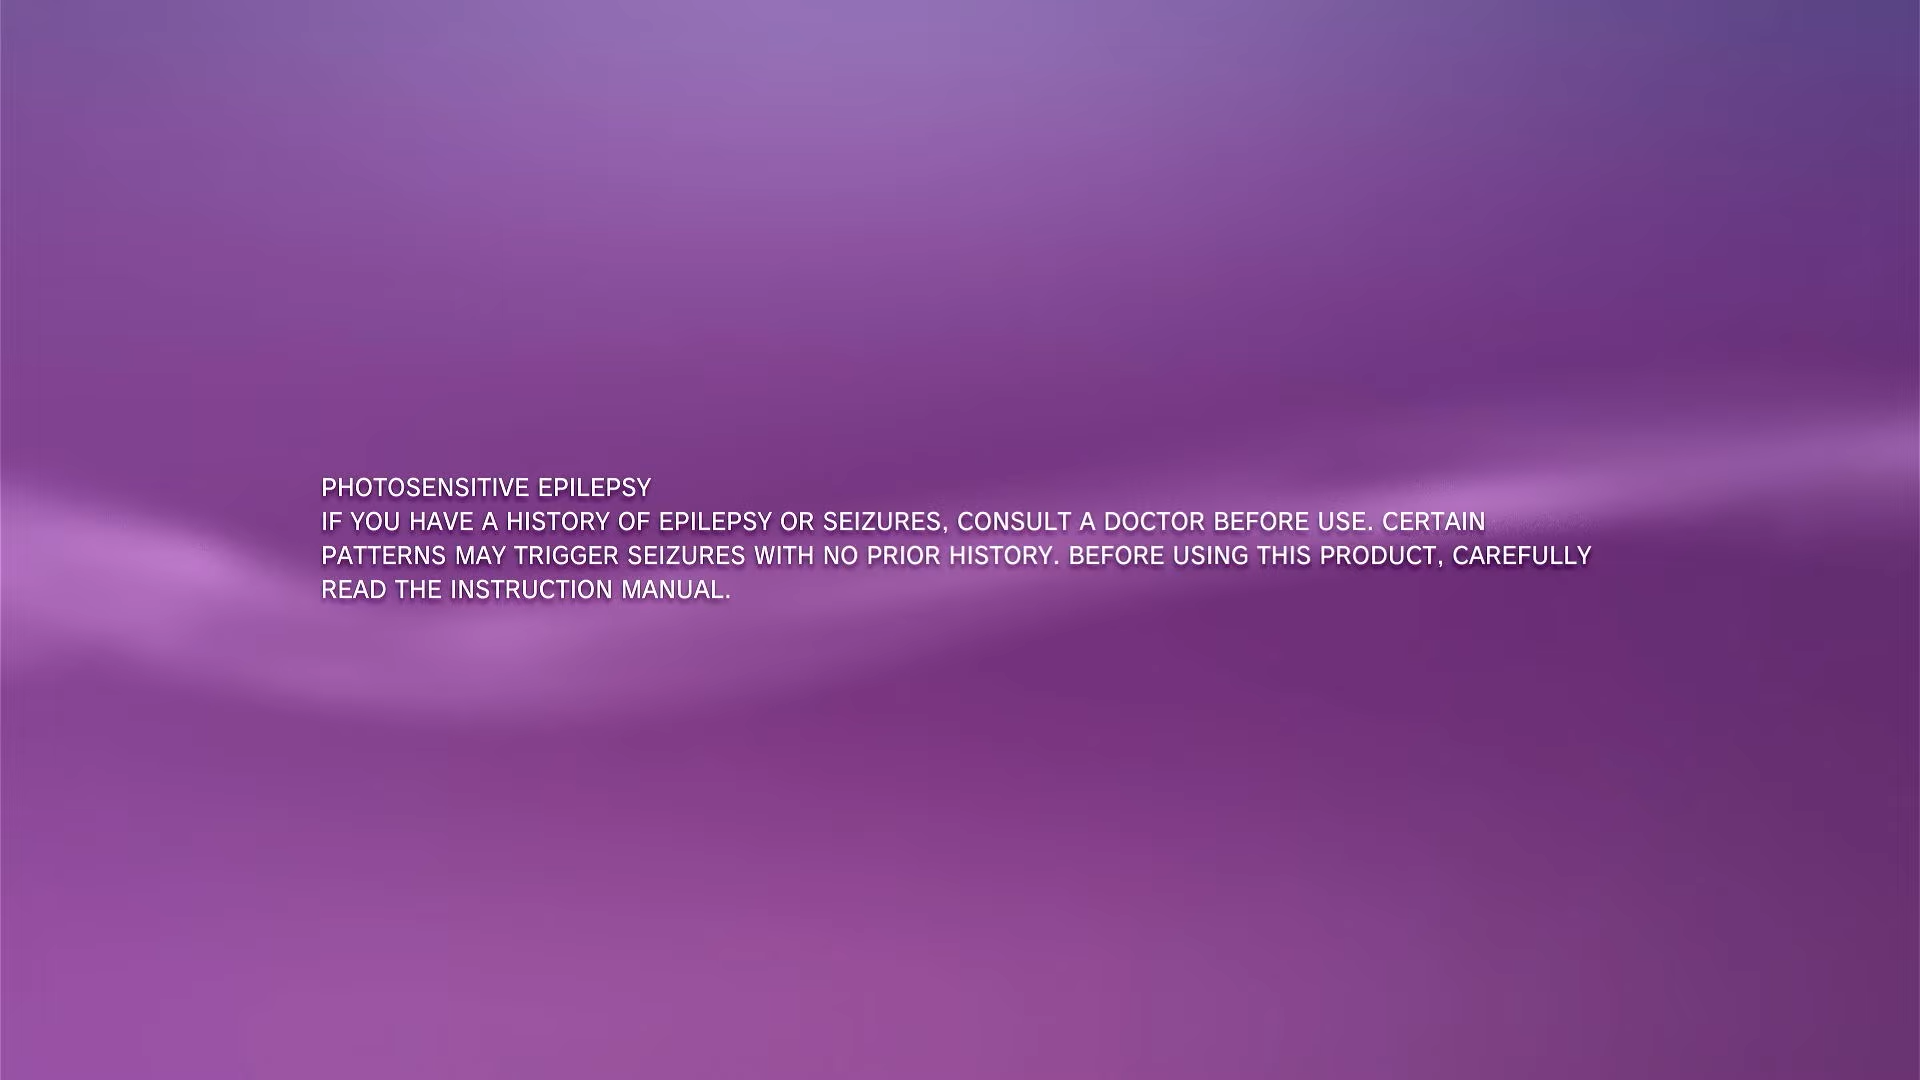 PHOTOSENSITIVE EPILEPSY
IF YOU HAVE A HISTORY OF EPILEPSY OR SEIZURES, CONSULT A DOCTOR BEFORE USE. CERTAIN
PATTERNS MAY TRIGGER SEIZURES WITH NO PRIOR HISTORY. BEFORE USING THIS PRODUCT, CAREFULLY
READ THE INSTRUCTION MANUAL.